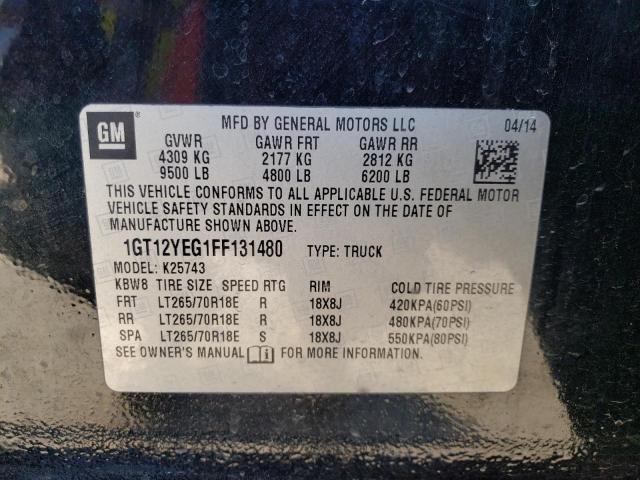 GM
MFD BY GENERAL MOTORS LLC 04/14
GVWR GAWR FRT GAWR RR
4309 KG 2177 KG 2812 KG
9500 LB 4800 LB 6200 LB
THIS VEHICLE CONFORMS TO ALL APPLICABLE U.S. FEDERAL MOTOR
VEHICLE SAFETY STANDARDS IN EFFECT ON THE DATE OF
MANUFACTURE SHOWN ABOVE.
1GT12YEG1FF131480 TYPE: TRUCK
MODEL: K25743
KBW8 TIRE SIZE SPEED RTG RIM COLD TIRE PRESSURE
FRT LT265/70R18E R 18X8J 420KPA(60PSI)
RR LT265/70R18E R 18X8J 480KPA(70PSI)
SPA LT265/70R18E S 18X8J 550KPA(80PSI)
SEE OWNER'S MANUAL FOR MORE INFORMATION.